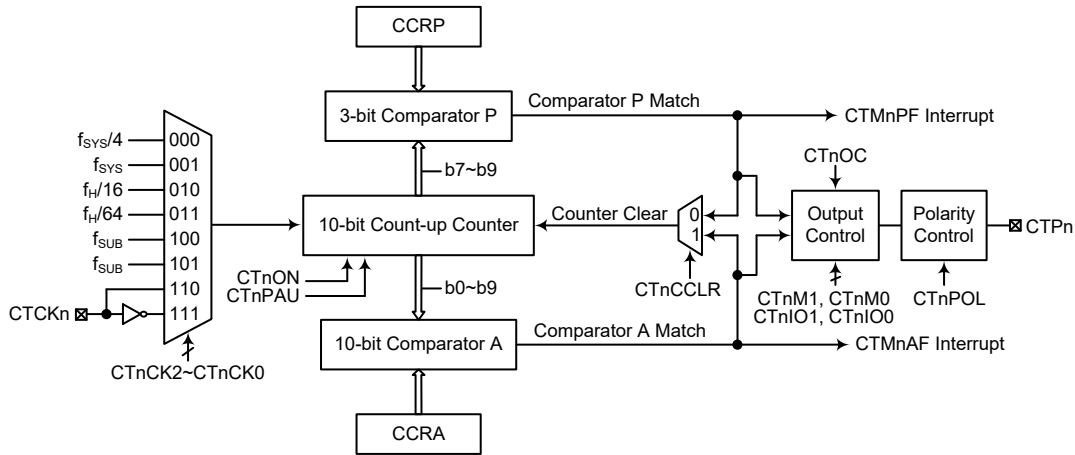 CCRP
3-bit Comparator P
Comparator P Match
CTMnPF Interrupt
b7~b9
fSYS/4
fSYS
fH/16
fH/64
fSUB
fSUB
CTCKn
000
001
010
011
100
101
110
111
CTnCK2~CTnCK0
10-bit Count-up Counter
CTnON
CTnPAU
Counter Clear
0
1
CTnCCLR
CTnOC
Output
Control
CTnM1, CTnM0
CTnIO1, CTnIO0
Polarity
Control
CTnPOL
CTPn
b0~b9
10-bit Comparator A
Comparator A Match
CTMnAF Interrupt
CCRA